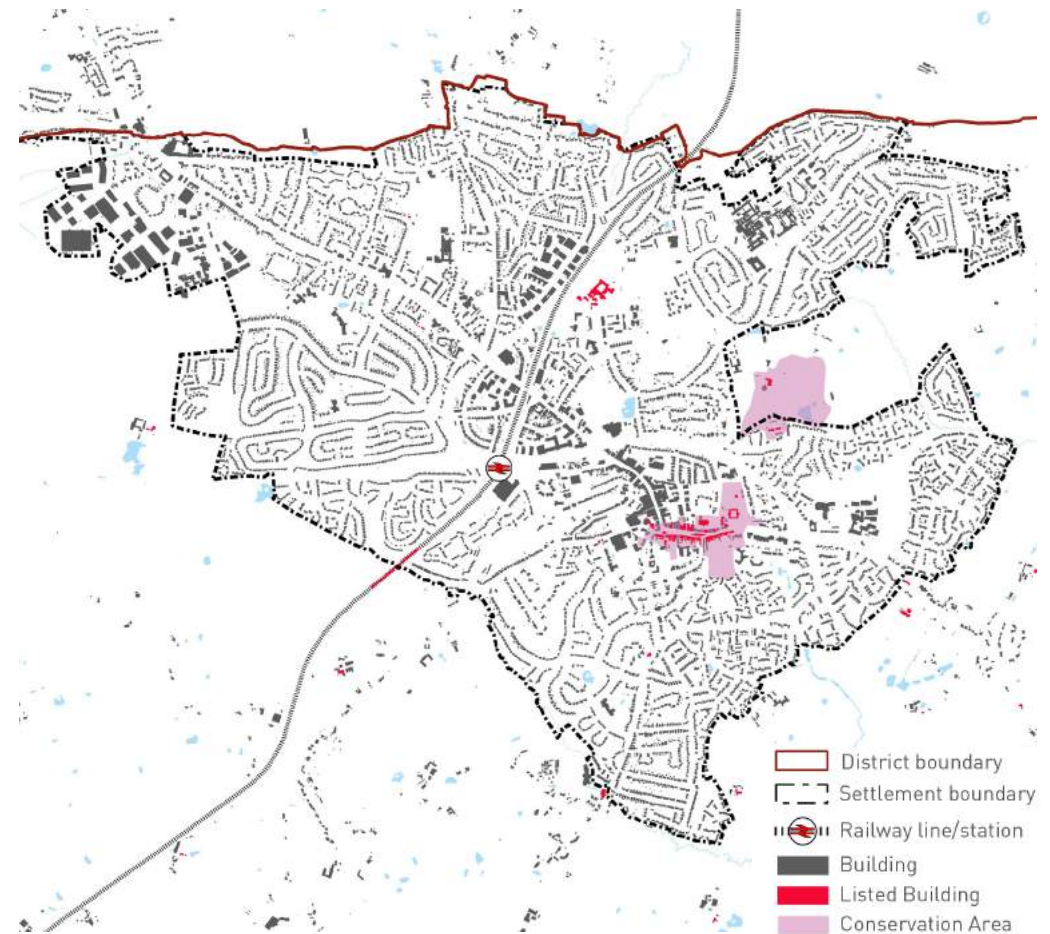 District boundary
Settlement boundary
Railway line/station
Building
Listed Building
Conservation Area